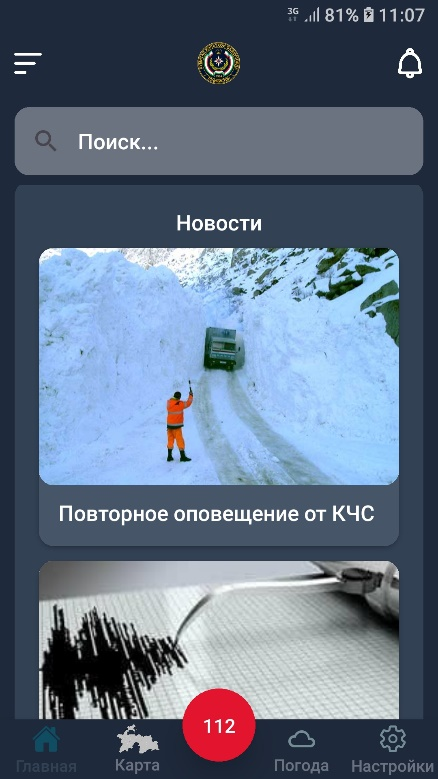 3G 81% 11:07
Поиск...
Новости
Повторное оповещение от КЧС
112
Главная Карта Погода Настройки